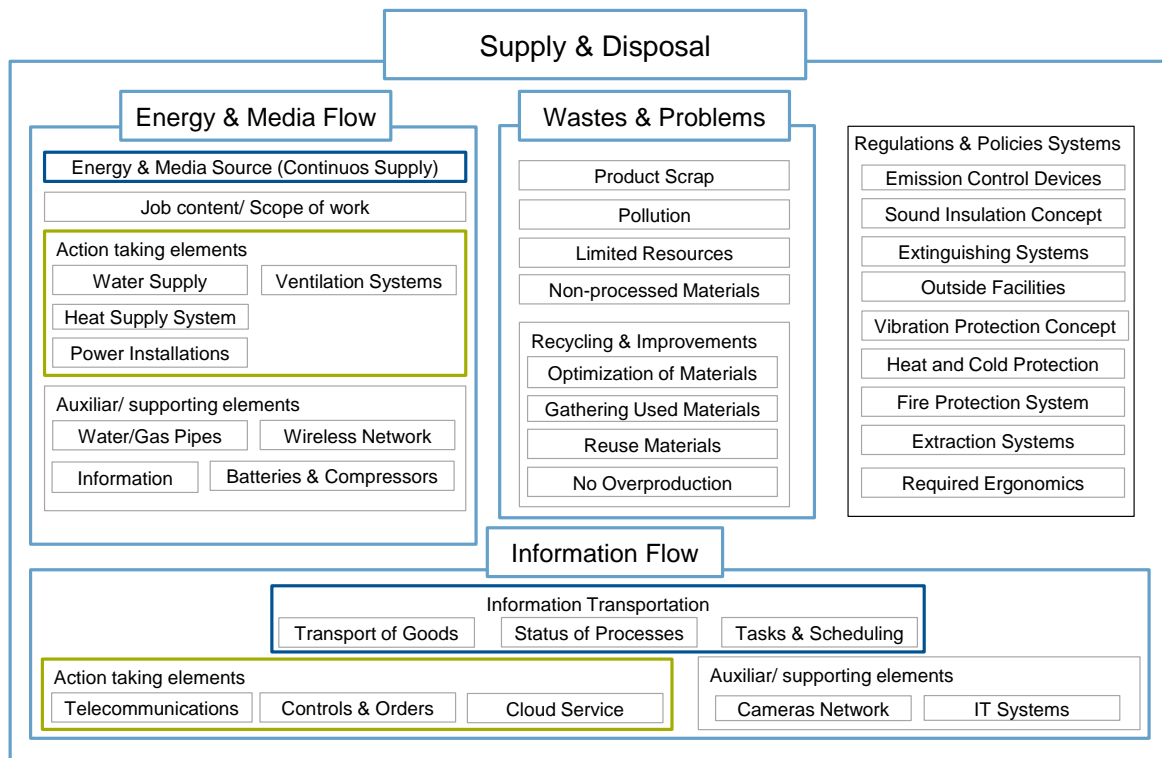 Supply & Disposal
Energy & Media Flow
Energy & Media Source (Continuos Supply)
Job content/ Scope of work
Action taking elements
Water Supply
Ventilation Systems
Heat Supply System
Power Installations
Auxiliar/ supporting elements
Water/Gas Pipes
Wireless Network
Information
Batteries & Compressors
Wastes & Problems
Product Scrap
Pollution
Limited Resources
Non-processed Materials
Recycling & Improvements
Optimization of Materials
Gathering Used Materials
Reuse Materials
No Overproduction
Regulations & Policies Systems
Emission Control Devices
Sound Insulation Concept
Extinguishing Systems
Outside Facilities
Vibration Protection Concept
Heat and Cold Protection
Fire Protection System
Extraction Systems
Required Ergonomics
Information Flow
Information Transportation
Transport of Goods
Status of Processes
Tasks & Scheduling
Action taking elements
Telecommunications
Controls & Orders
Cloud Service
Auxiliar/ supporting elements
Cameras Network
IT Systems